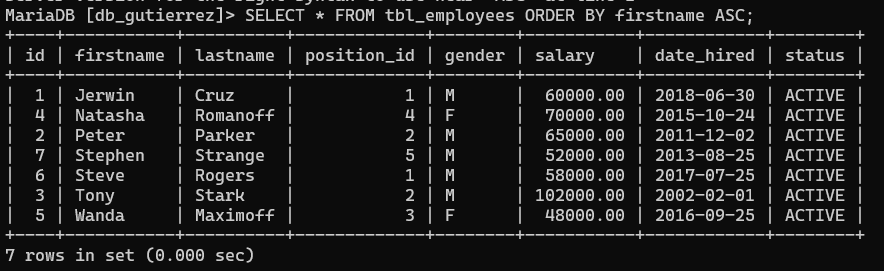 MariaDB [db_gutierrez]> SELECT * FROM tbl_employees ORDER BY firstname ASC;
+----+-----------+----------+-------------+--------+-----------+------------+--------+
| id | firstname | lastname | position_id | gender | salary    | date_hired | status |
+----+-----------+----------+-------------+--------+-----------+------------+--------+
|  1 | Jerwin    | Cruz     |           1 | M      |  60000.00 | 2018-06-30 | ACTIVE |
|  4 | Natasha   | Romanoff |           4 | F      |  70000.00 | 2015-10-24 | ACTIVE |
|  2 | Peter     | Parker   |           2 | M      |  65000.00 | 2011-12-02 | ACTIVE |
|  7 | Stephen   | Strange  |           5 | M      |  52000.00 | 2013-08-25 | ACTIVE |
|  6 | Steve     | Rogers   |           1 | M      |  58000.00 | 2017-07-25 | ACTIVE |
|  3 | Tony      | Stark    |           2 | M      | 102000.00 | 2002-02-01 | ACTIVE |
|  5 | Wanda     | Maximoff |           3 | F      |  48000.00 | 2016-09-25 | ACTIVE |
+----+-----------+----------+-------------+--------+-----------+------------+--------+
7 rows in set (0.000 sec)